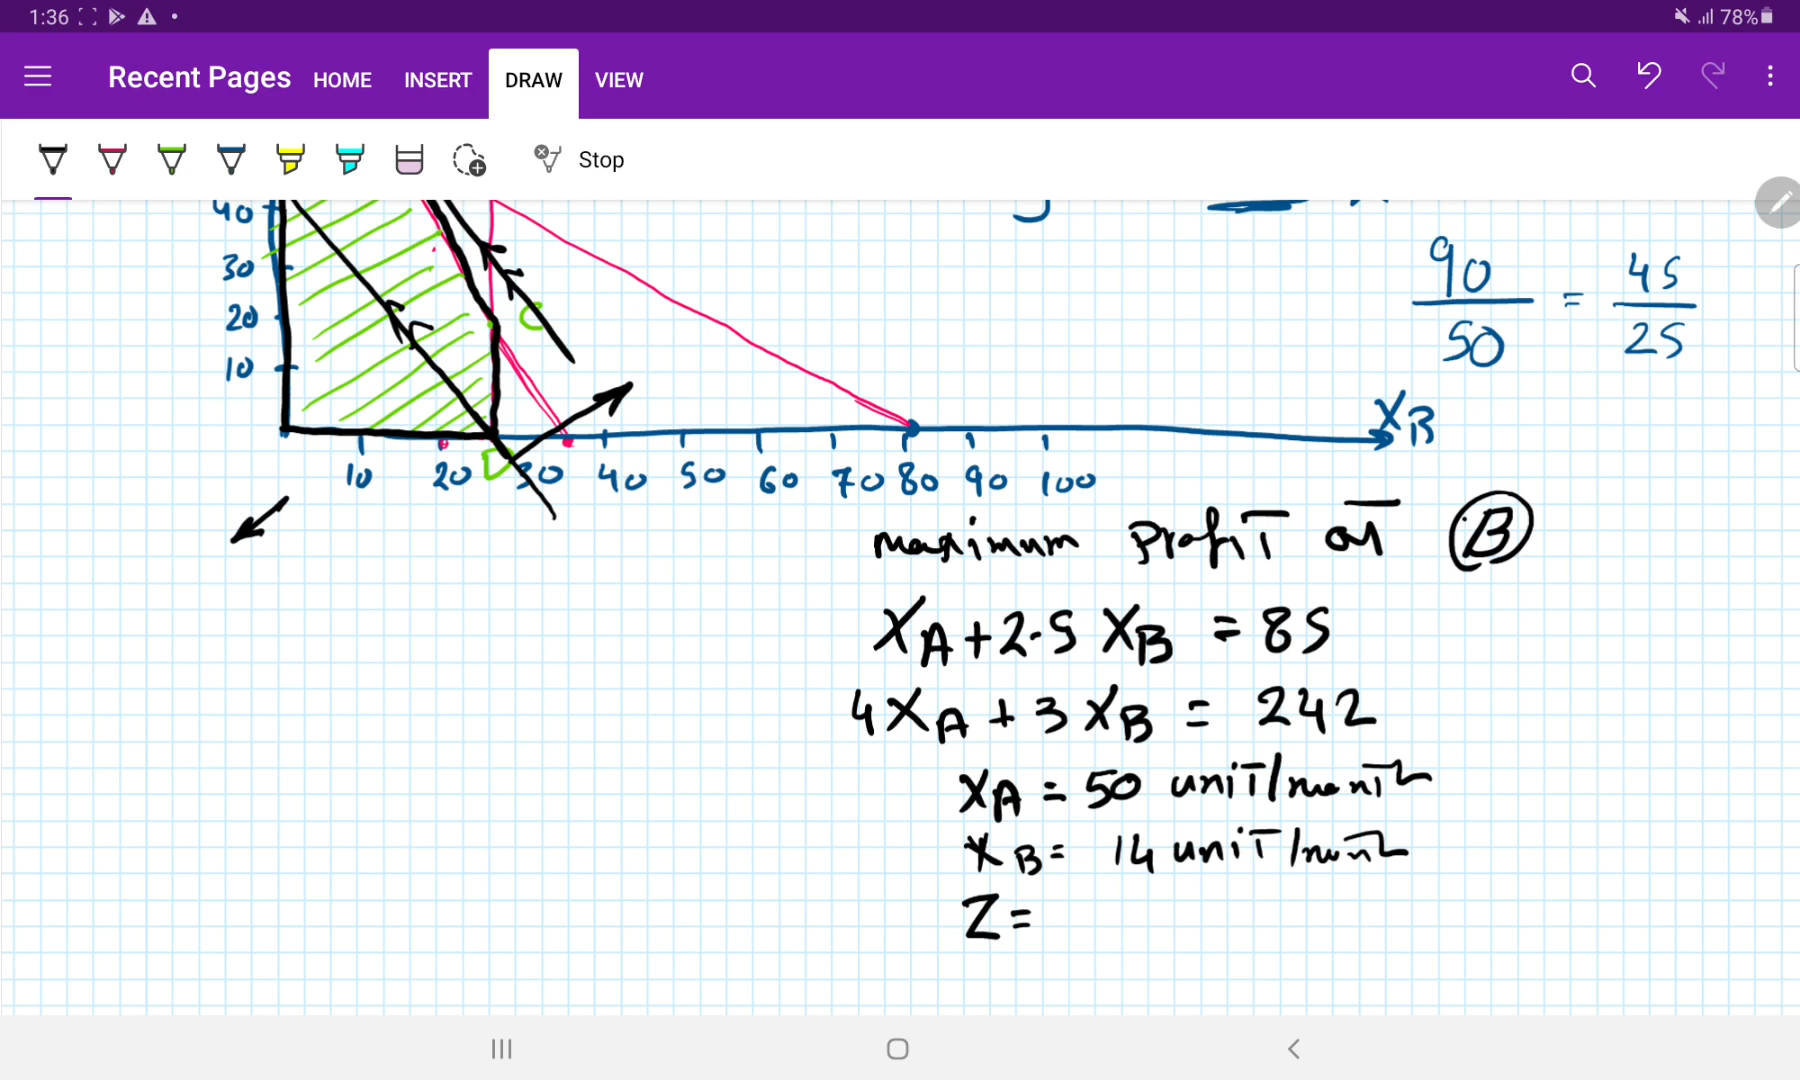 1:36 78%
Recent Pages HOME INSERT DRAW VIEW
Stop
40
30
20
10
C
90/50 = 45/25
XB
D
10 20 30 40 50 60 70 80 90 100
maximum Profit at B
XA + 2.5 XB = 85
4XA + 3XB = 242
XA = 50 unit/month
XB = 14 unit/month
Z =